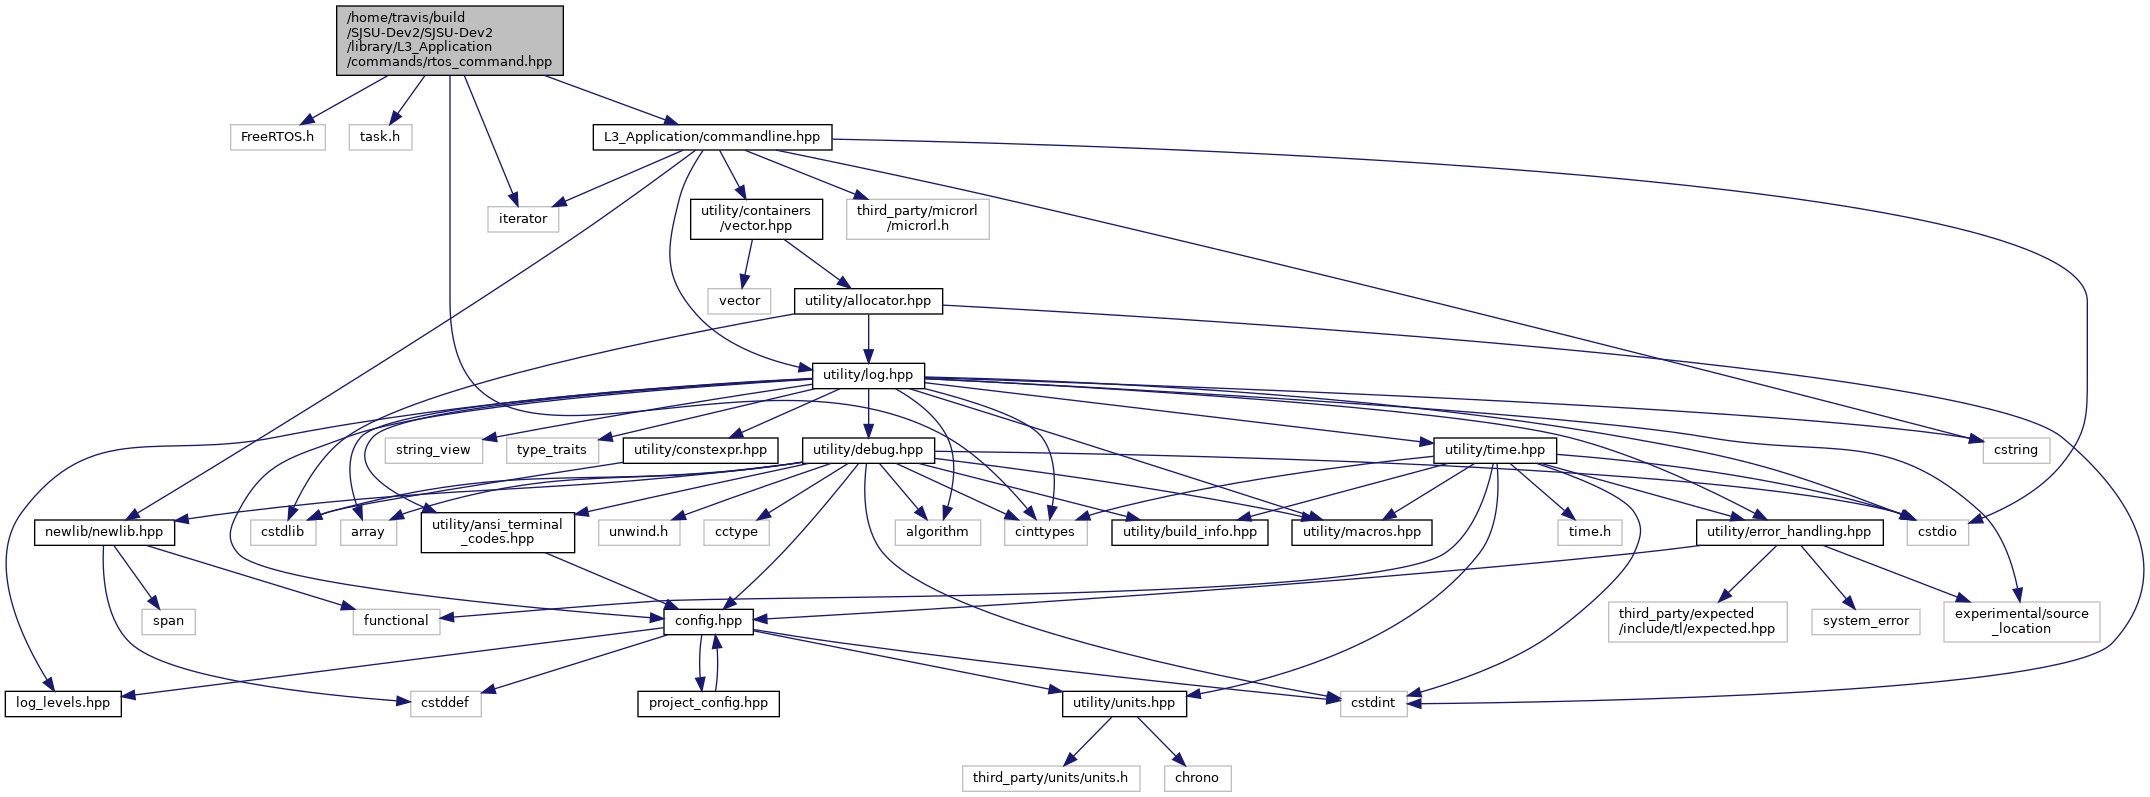 /home/travis/build
/SJSU-Dev2/SJSU-Dev2
/library/L3_Application
/commands/rtos_command.hpp
FreeRTOS.h
task.h
L3_Application/commandline.hpp
iterator
utility/containers
/vector.hpp
third_party/microrl
/microrl.h
vector
utility/allocator.hpp
utility/log.hpp
string_view
type_traits
utility/constexpr.hpp
utility/debug.hpp
utility/time.hpp
cstring
newlib/newlib.hpp
cstdlib
array
utility/ansi_terminal
_codes.hpp
unwind.h
cctype
algorithm
cinttypes
utility/build_info.hpp
utility/macros.hpp
time.h
utility/error_handling.hpp
cstdio
span
functional
config.hpp
third_party/expected
/include/tl/expected.hpp
system_error
experimental/source
_location
log_levels.hpp
cstddef
project_config.hpp
utility/units.hpp
cstdint
third_party/units/units.h
chrono